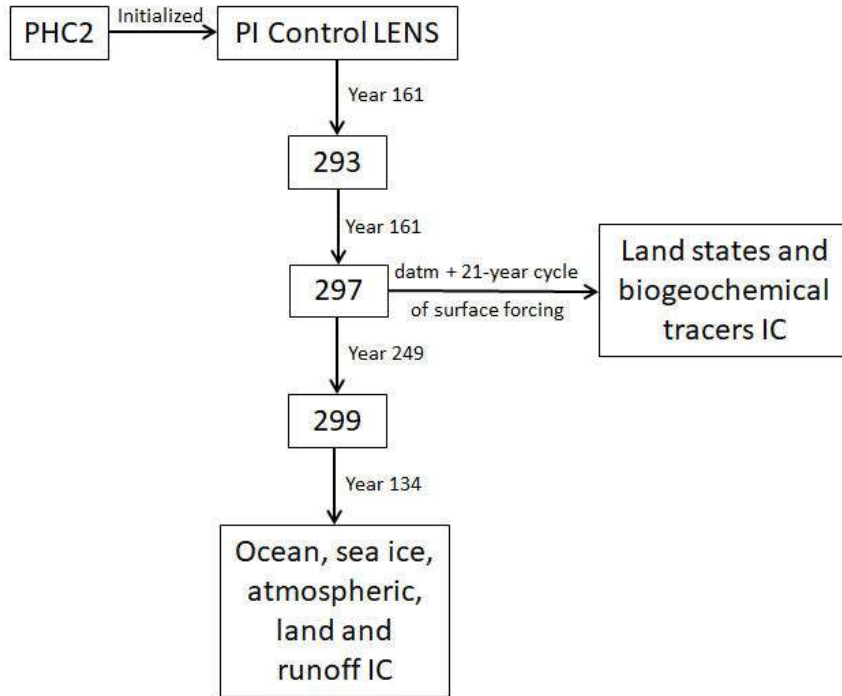 PHC2
Initialized
PI Control LENS
Year 161
293
Year 161
297
datm + 21-year cycle
of surface forcing
Land states and
biogeochemical
tracers IC
Year 249
299
Year 134
Ocean, sea ice,
atmospheric,
land and
runoff IC